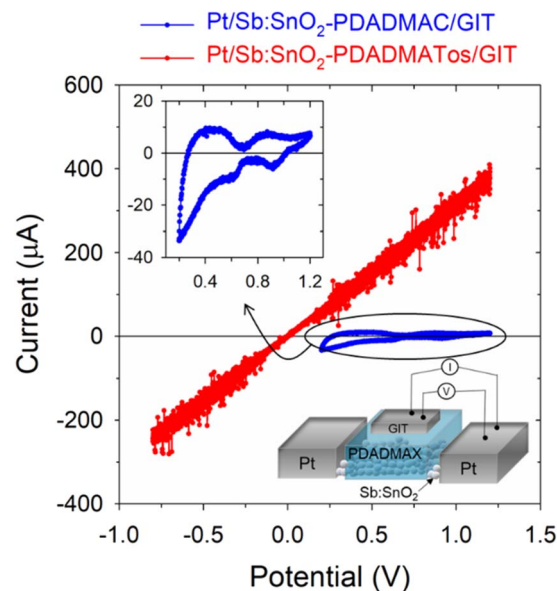 Pt/Sb:SnO₂-PDADMAC/GIT
Pt/Sb:SnO₂-PDADMATos/GIT
600
400
200
0
-200
-400
Current (μA)
20
10
0
-20
-40
0.4
0.8
1.2
I
V
GIT
PDADMAX
Pt
Pt
Sb:SnO₂
-1.0
-0.5
0.0
0.5
1.0
1.5
Potential (V)